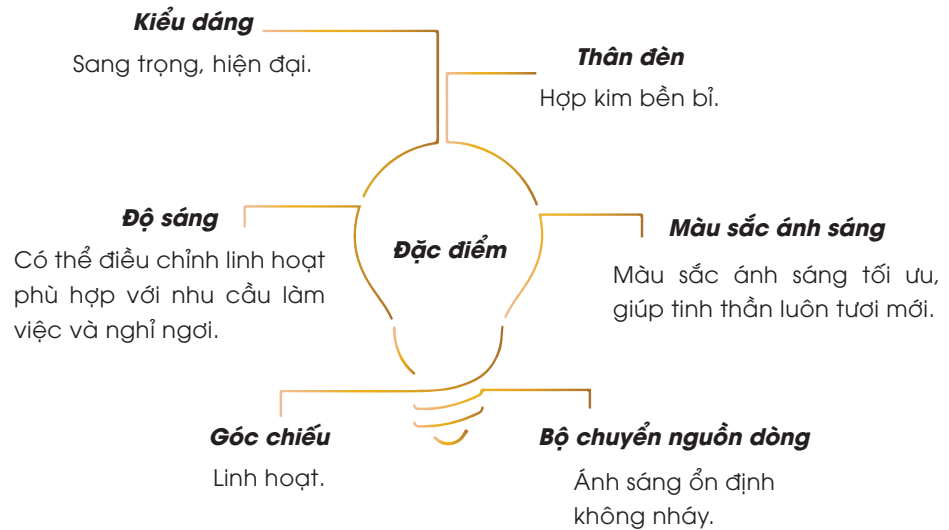 Kiểu dáng
Sang trọng, hiện đại.
Thân đèn
Hợp kim bền bỉ.
Độ sáng
Có thể điều chỉnh linh hoạt
phù hợp với nhu cầu làm
việc và nghỉ ngơi.
Đặc điểm
Màu sắc ánh sáng
Màu sắc ánh sáng tối ưu,
giúp tinh thần luôn tươi mới.
Góc chiếu
Linh hoạt.
Bộ chuyển nguồn dòng
Ánh sáng ổn định
không nháy.